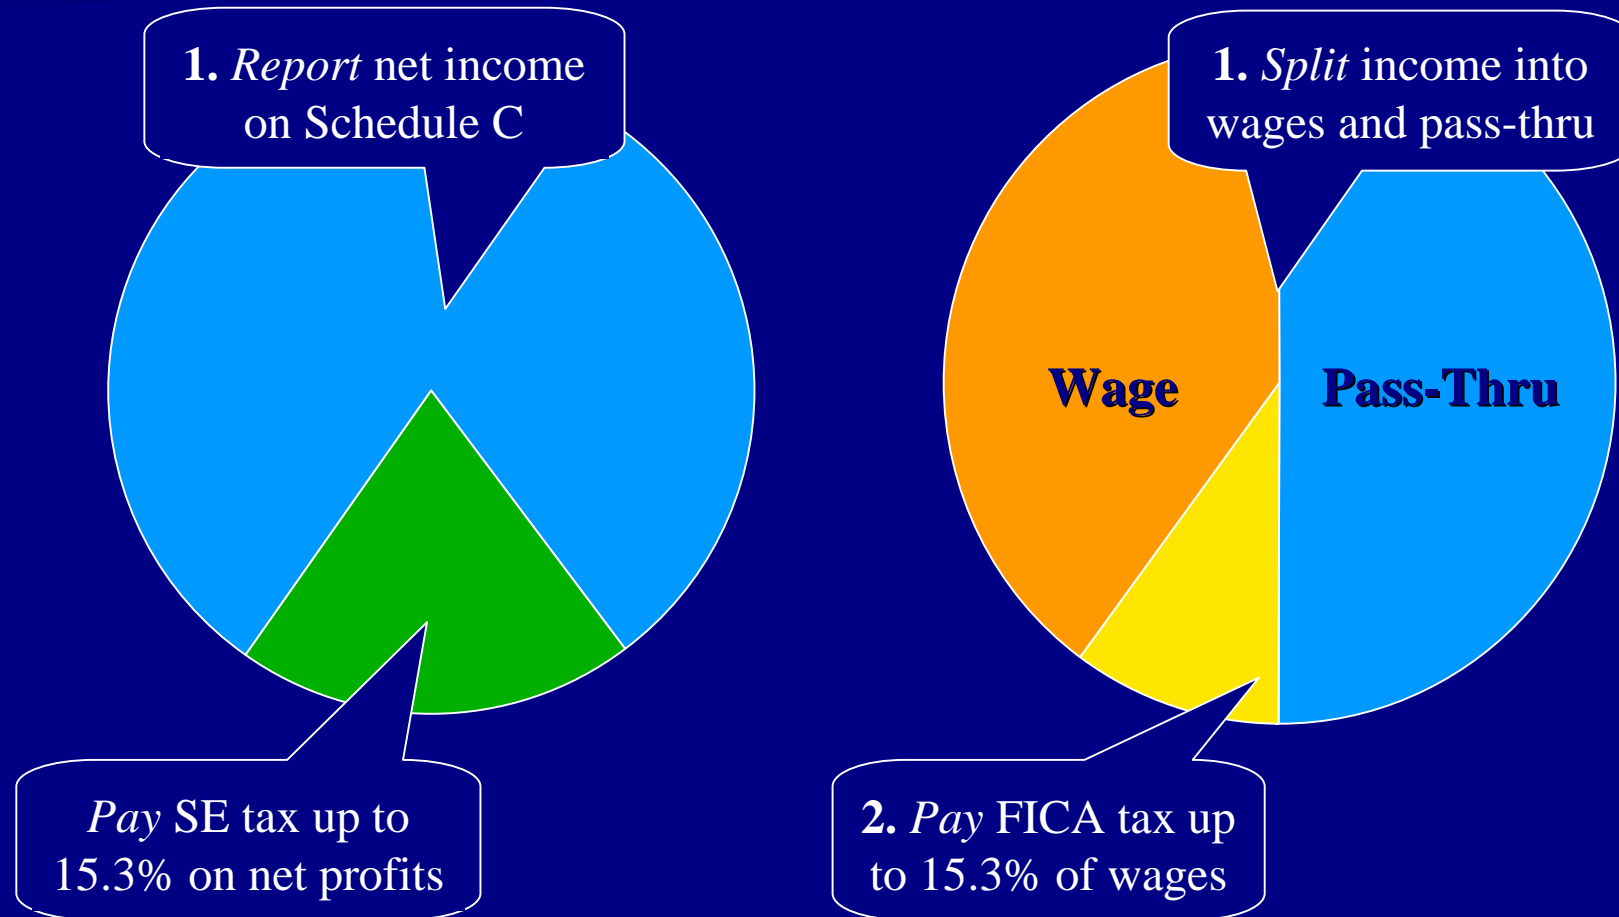 1. Report net income
on Schedule C
Pay SE tax up to
15.3% on net profits
1. Split income into
wages and pass-thru
Wage
Pass-Thru
2. Pay FICA tax up
to 15.3% of wages